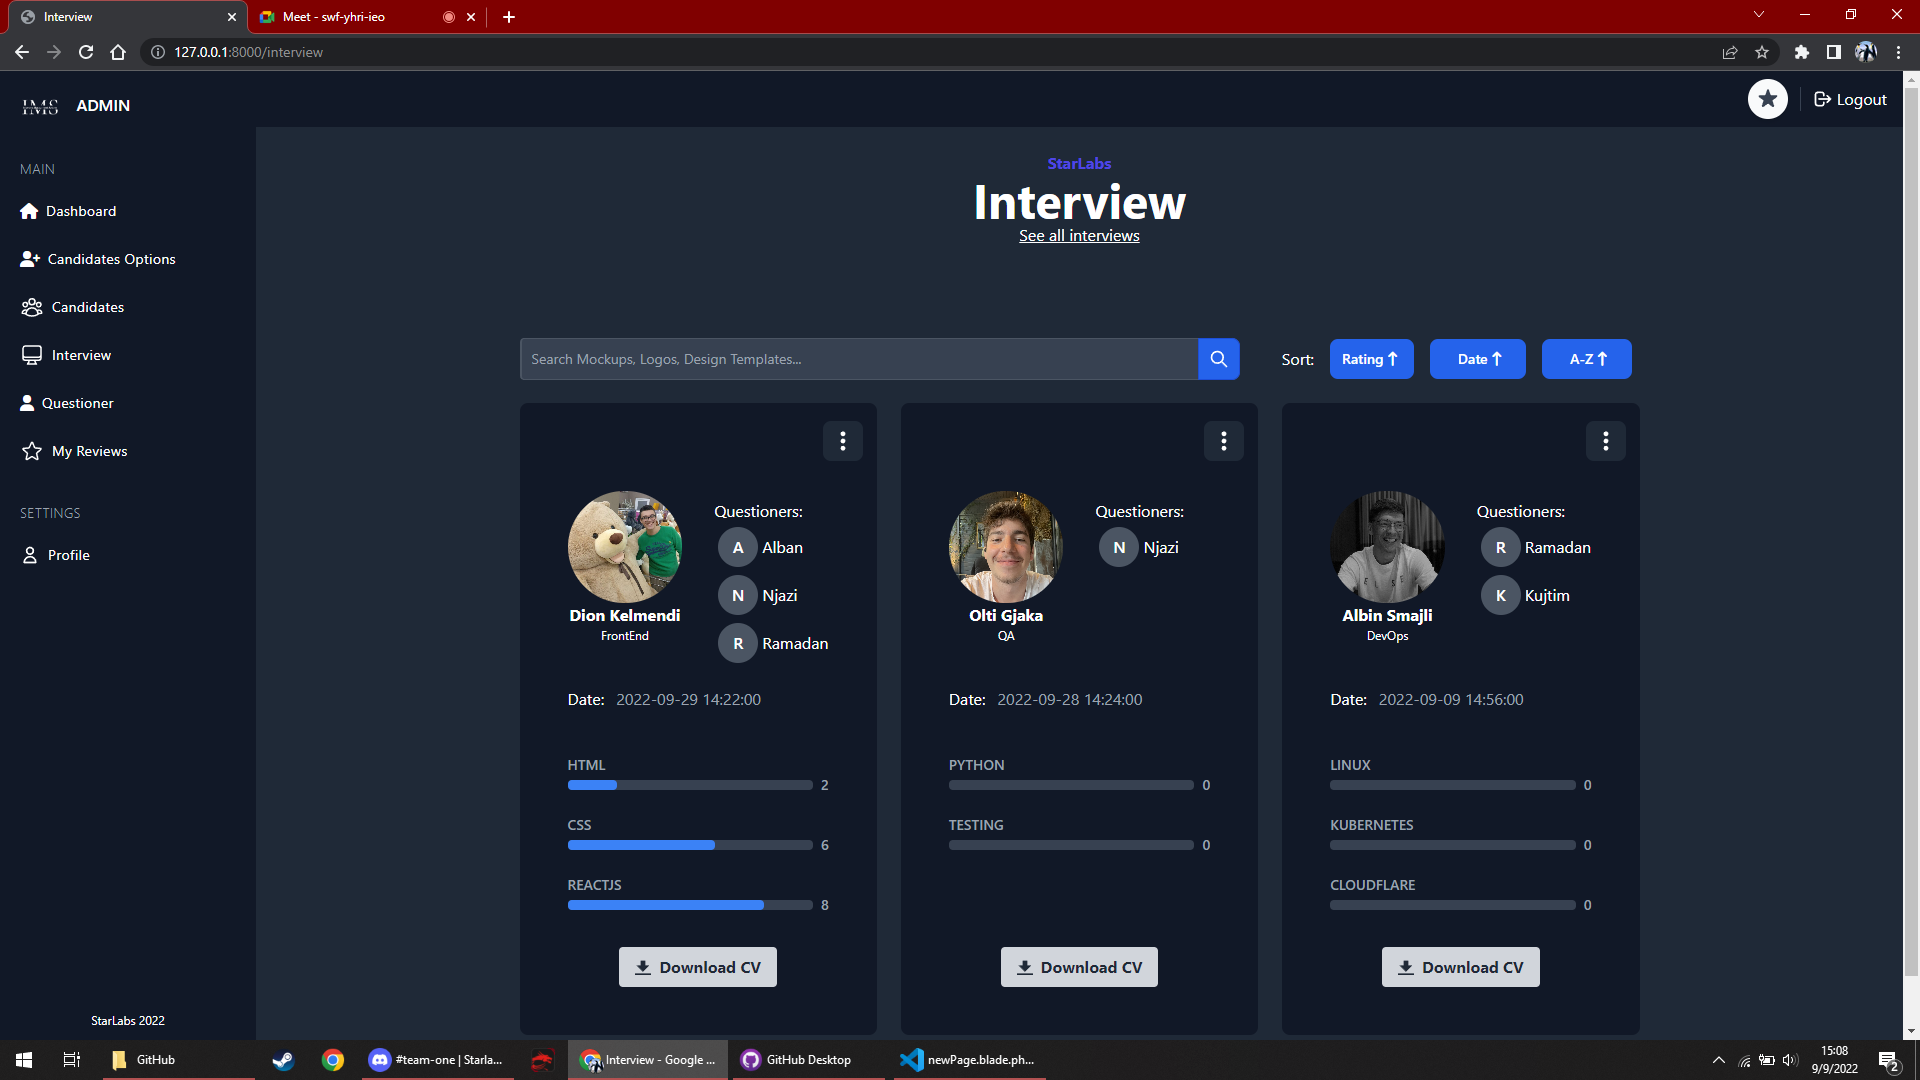 Interview
Meet - swf-yhri-ieo
127.0.0.1:8000/interview
IMS ADMIN
Logout
MAIN
Dashboard
Candidates Options
Candidates
Interview
Questioner
My Reviews
SETTINGS
Profile
StarLabs 2022
StarLabs
Interview
See all interviews
Search Mockups, Logos, Design Templates...
Sort:
Rating
Date
A-Z
Questioners:
A Alban
N Njazi
R Ramadan
Dion Kelmendi
FrontEnd
Date: 2022-09-29 14:22:00
HTML
2
CSS
6
REACTJS
8
Download CV
Questioners:
N Njazi
Olti Gjaka
QA
Date: 2022-09-28 14:24:00
PYTHON
0
TESTING
0
Download CV
Questioners:
R Ramadan
K Kujtim
Albin Smajli
DevOps
Date: 2022-09-09 14:56:00
LINUX
0
KUBERNETES
0
CLOUDFLARE
0
Download CV
GitHub
#team-one | Starla...
Interview - Google ...
GitHub Desktop
newPage.blade.ph...
15:08
9/9/2022
2